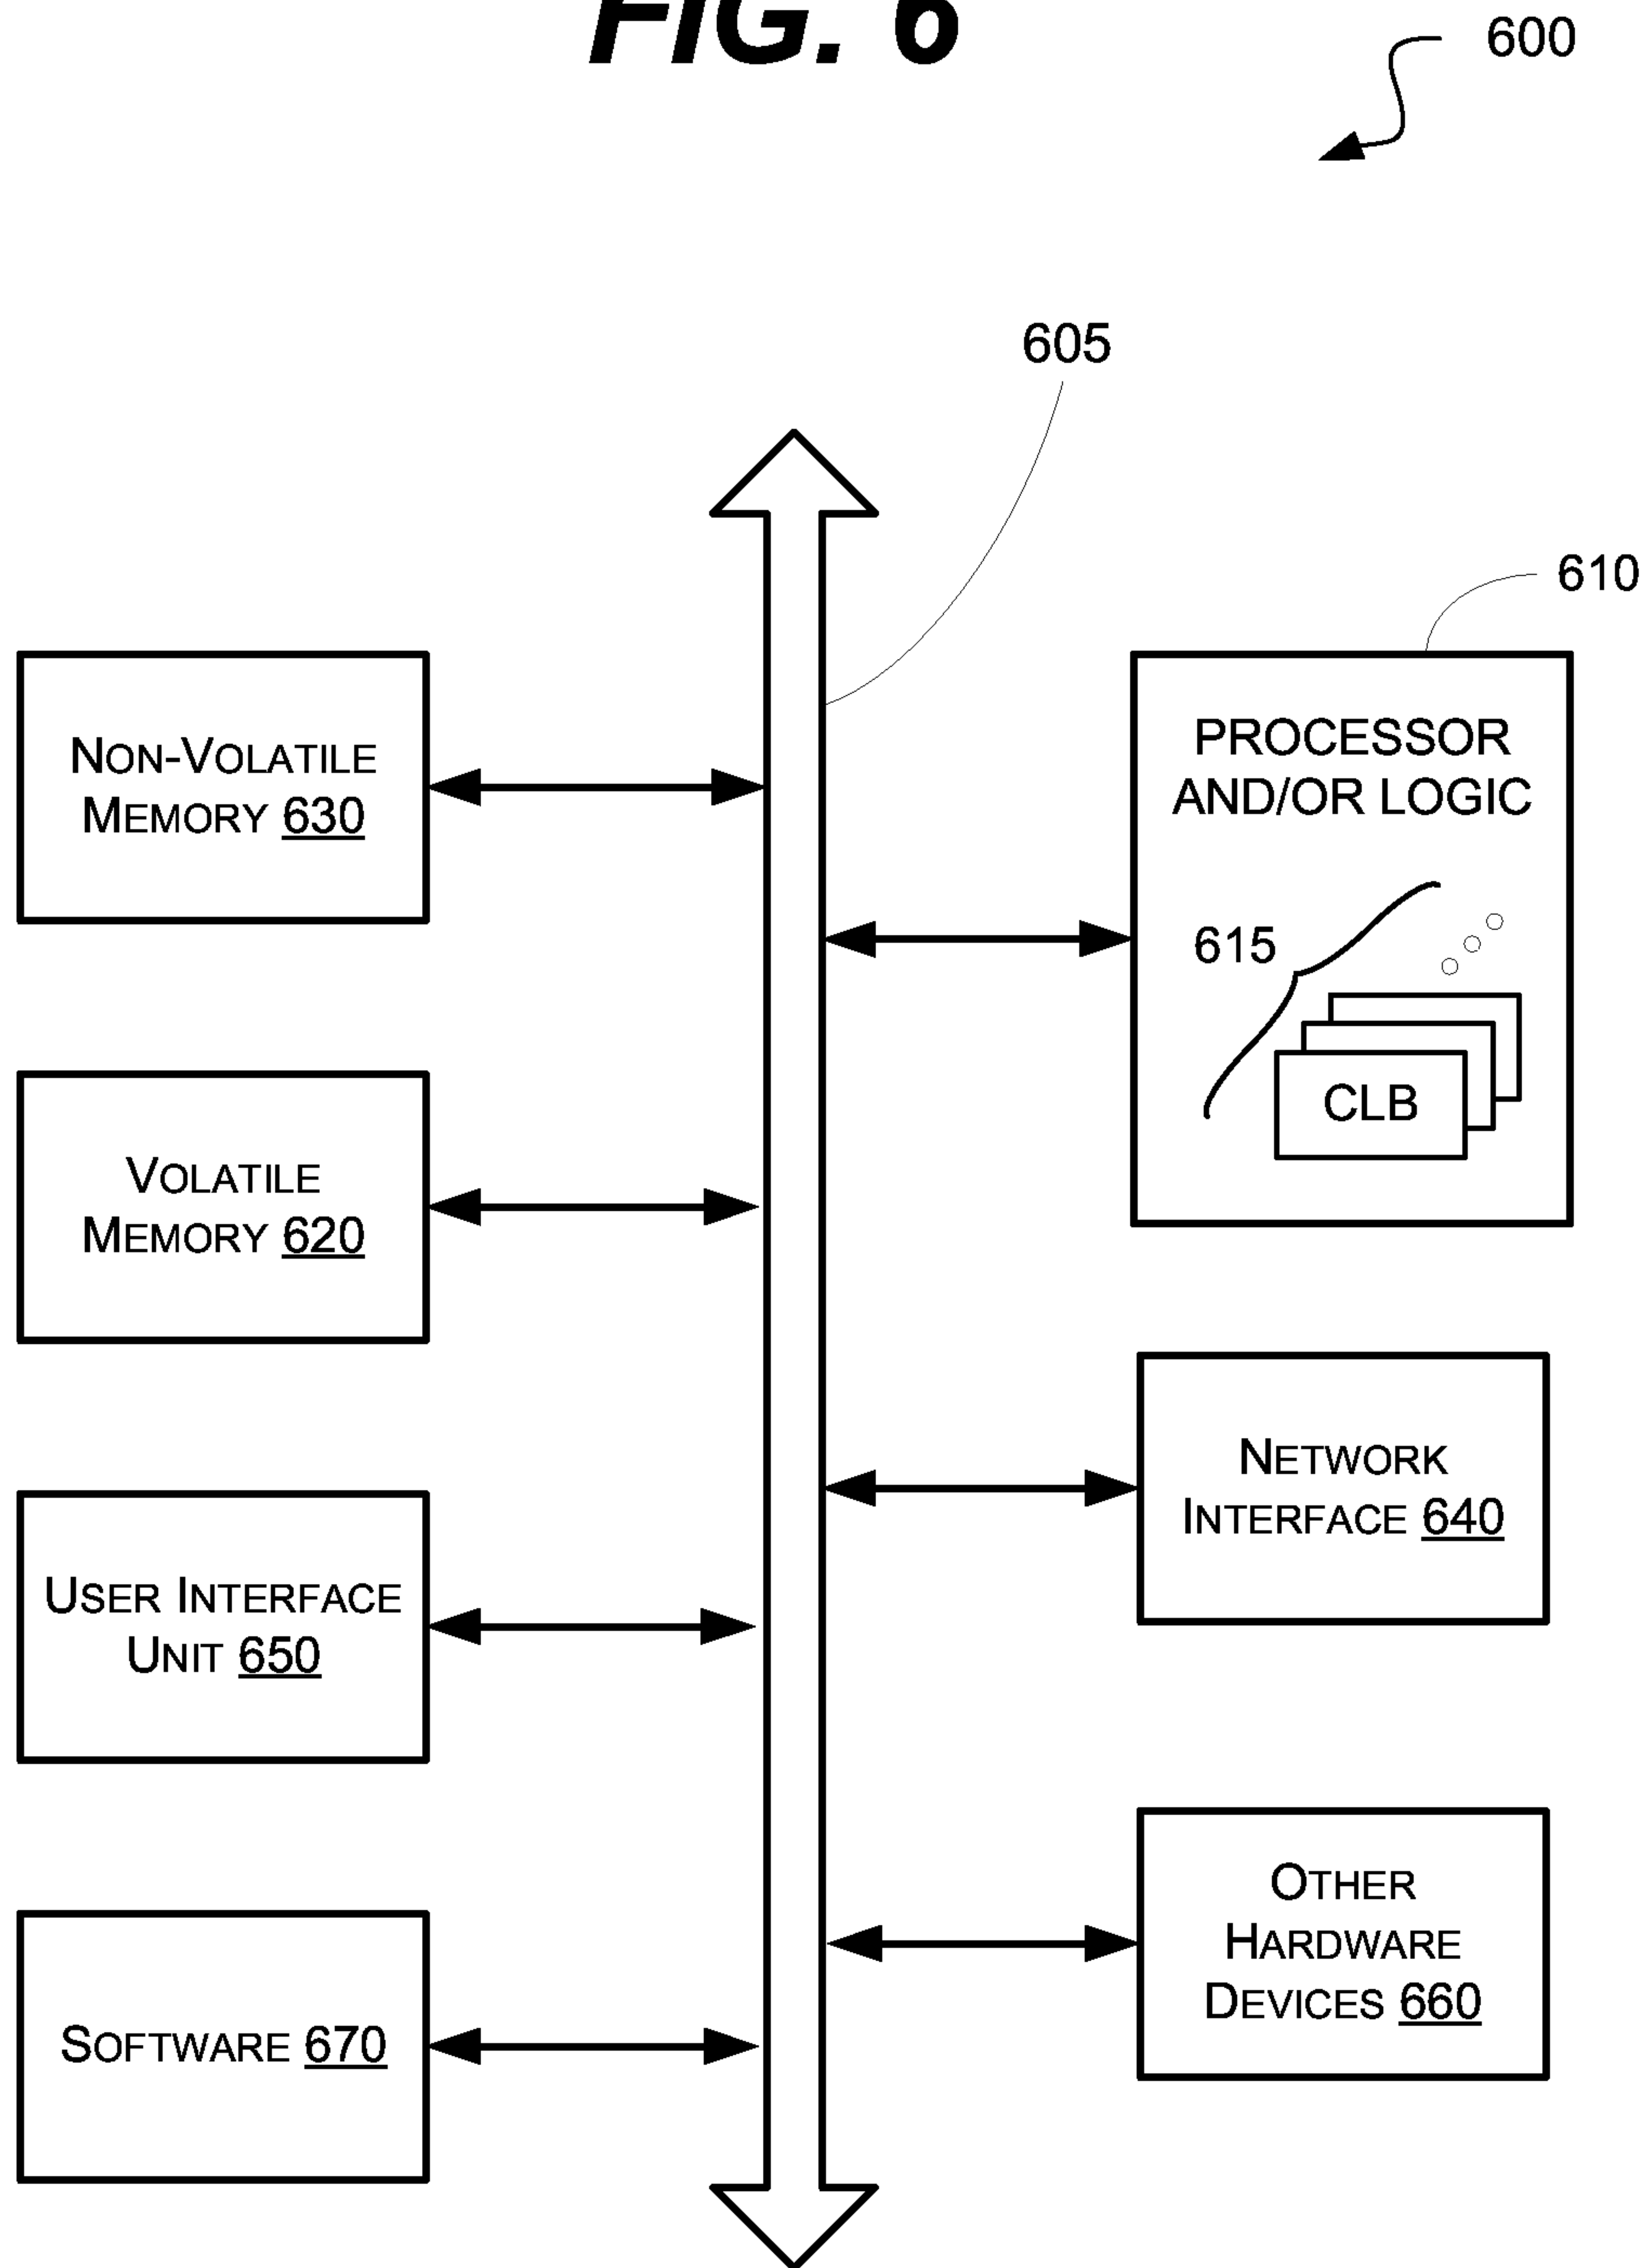 FIG. 6
600
605
610
NON-VOLATILE
MEMORY 630
PROCESSOR
AND/OR LOGIC
615
CLB
VOLATILE
MEMORY 620
NETWORK
INTERFACE 640
USER INTERFACE
UNIT 650
OTHER
HARDWARE
DEVICES 660
SOFTWARE 670